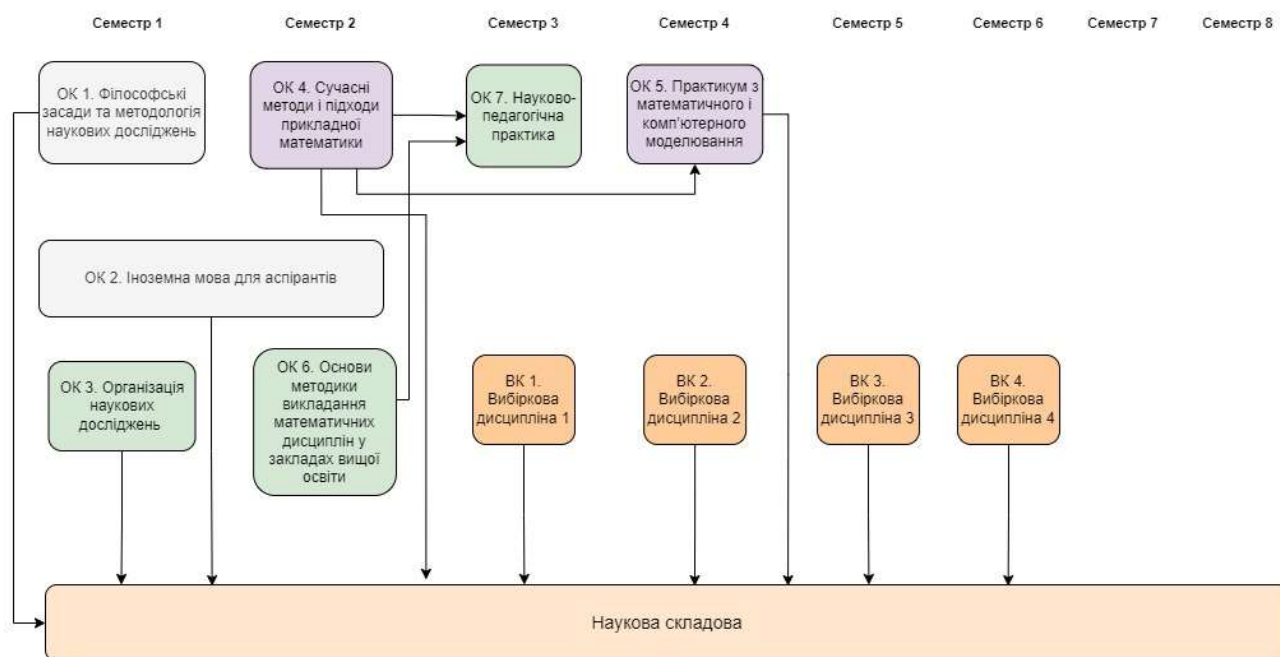 Семестр 1
Семестр 2
Семестр 3
Семестр 4
Семестр 5
Семестр 6
Семестр 7
Семестр 8
ОК 1. Філософські
засади та методологія
наукових досліджень
ОК 4. Сучасні
методи і підходи
прикладної
математики
ОК 7. Науково-
педагогічна
практика
ОК 5. Практикум з
математичного і
комп'ютерного
моделювання
ОК 2. Іноземна мова для аспірантів
ОК 3. Організація
наукових
досліджень
ОК 6. Основи
методики
викладання
математичних
дисциплін у
закладах вищої
освіти
ВК 1.
Вибіркова
дисципліна 1
ВК 2.
Вибіркова
дисципліна 2
ВК 3.
Вибіркова
дисципліна 3
ВК 4.
Вибіркова
дисципліна 4
Наукова складова